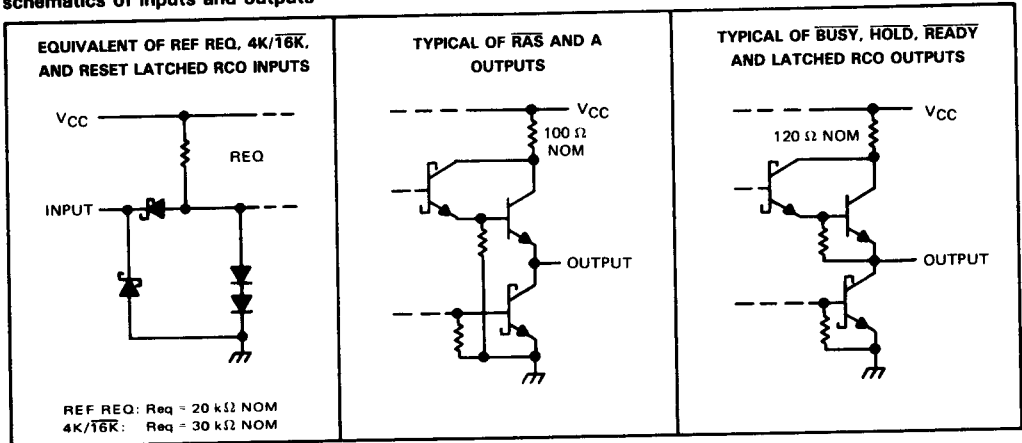 schematics of inputs and outputs
EQUIVALENT OF REF REQ, 4K/16K,
AND RESET LATCHED RCO INPUTS
VCC
REQ
INPUT
REF REQ: Req = 20 kΩ NOM
4K/16K: Req = 30 kΩ NOM
TYPICAL OF RAS AND A
OUTPUTS
VCC
100 Ω
NOM
OUTPUT
TYPICAL OF BUSY, HOLD, READY
AND LATCHED RCO OUTPUTS
VCC
120 Ω NOM
OUTPUT